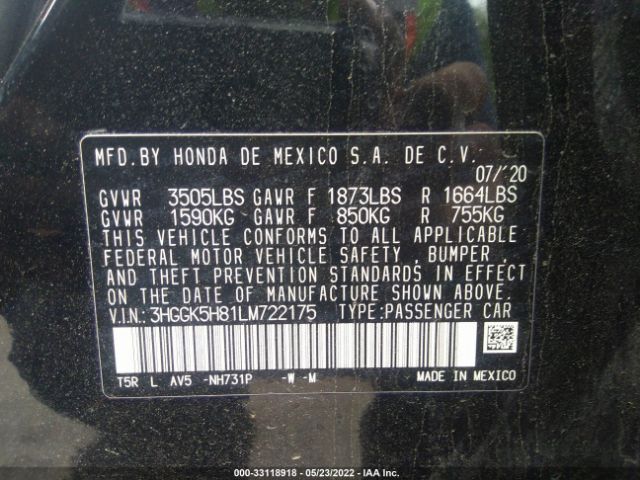 MFD. BY HONDA DE MEXICO S.A. DE C.V.
07/'20
GVWR 3505LBS GAWR F 1873LBS R 1664LBS
GVWR 1590KG GAWR F 850KG R 755KG
THIS VEHICLE CONFORMS TO ALL APPLICABLE
FEDERAL MOTOR VEHICLE SAFETY , BUMPER ,
AND THEFT PREVENTION STANDARDS IN EFFECT
ON THE DATE OF MANUFACTURE SHOWN ABOVE.
V.I.N.: 3HGGK5H81LM722175 TYPE:PASSENGER CAR
T5R L AV5 -NH731P -W -M MADE IN MEXICO
000-33118918 - 05/23/2022 - IAA Inc.